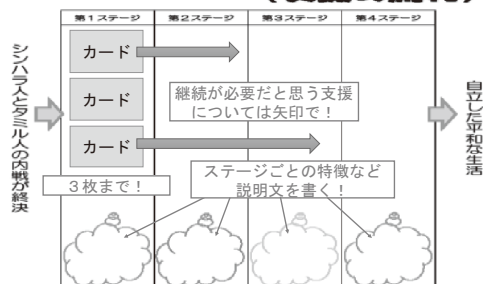 第1ステージ
第2ステージ
第3ステージ
第4ステージ
シンハラ人とタミル人の内戦が終決
カード
カード
カード
継続が必要だと思う支援
については矢印で！
３枚まで！
ステージごとの特徴など
説明文を書く！
自立した平和な生活